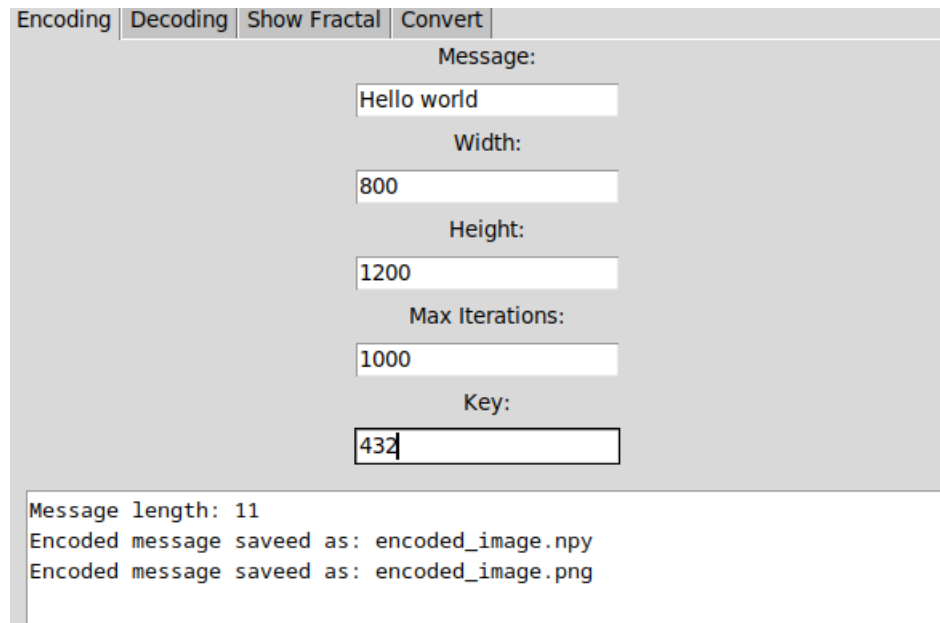 Encoding Decoding Show Fractal Convert
Message:
Hello world
Width:
800
Height:
1200
Max Iterations:
1000
Key:
432
Message length: 11
Encoded message saveed as: encoded_image.npy
Encoded message saveed as: encoded_image.png